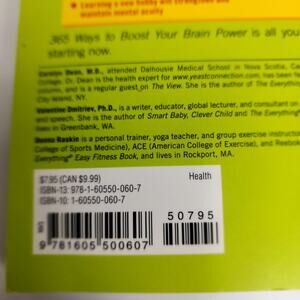 Learning a new hobby will strengthen and
maintain mental acuity
365 Ways to Boost Your Brain Power is all you
starting now.
Carolyn Dean, M.D., attended Dalhousie Medical School in Nova Scotia, Ca
College. Dr. Dean is the health expert for www.yeastconnection.com, and she
and is a regular guest on The View. She is the author of The Everything
City Island, NY.
Valentine Dmitriev, Ph.D., is a writer, educator, global lecturer, and consultant on
and speech. She is the author of Smart Baby, Clever Child and The Everything
lives in Greenbank, WA.
Donna Raskin is a personal trainer, yoga teacher, and group exercise instru
College of Sports Medicine), ACE (American College of Exercise), and Reebok
Everything Easy Fitness Book, and lives in Rockport, MA.
$7.95 (CAN $9.99)
Health
ISBN-13: 978-1-60550-060-7
ISBN-10: 1-60550-060-7
50795
9 781605 500607